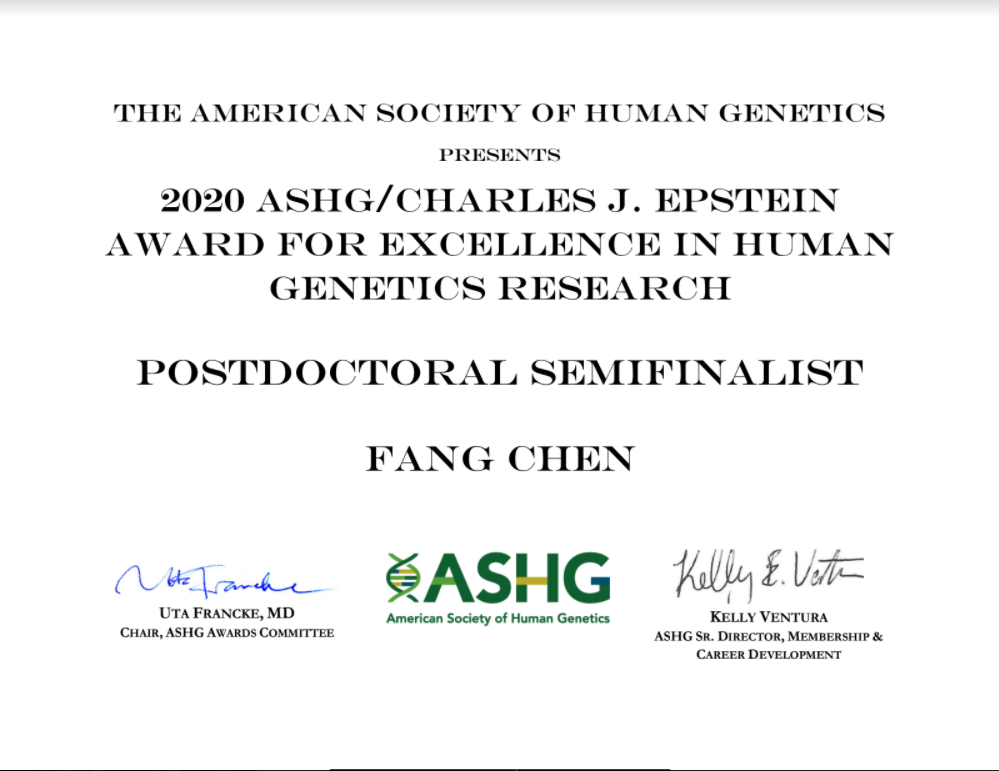 THE AMERICAN SOCIETY OF HUMAN GENETICS
PRESENTS
2020 ASHG/CHARLES J. EPSTEIN
AWARD FOR EXCELLENCE IN HUMAN
GENETICS RESEARCH
POSTDOCTORAL SEMIFINALIST
FANG CHEN
Uta Francke
UTA FRANCKE, MD
CHAIR, ASHG AWARDS COMMITTEE
ASHG
American Society of Human Genetics
Kelly E. Ventura
KELLY VENTURA
ASHG SR. DIRECTOR, MEMBERSHIP &
CAREER DEVELOPMENT